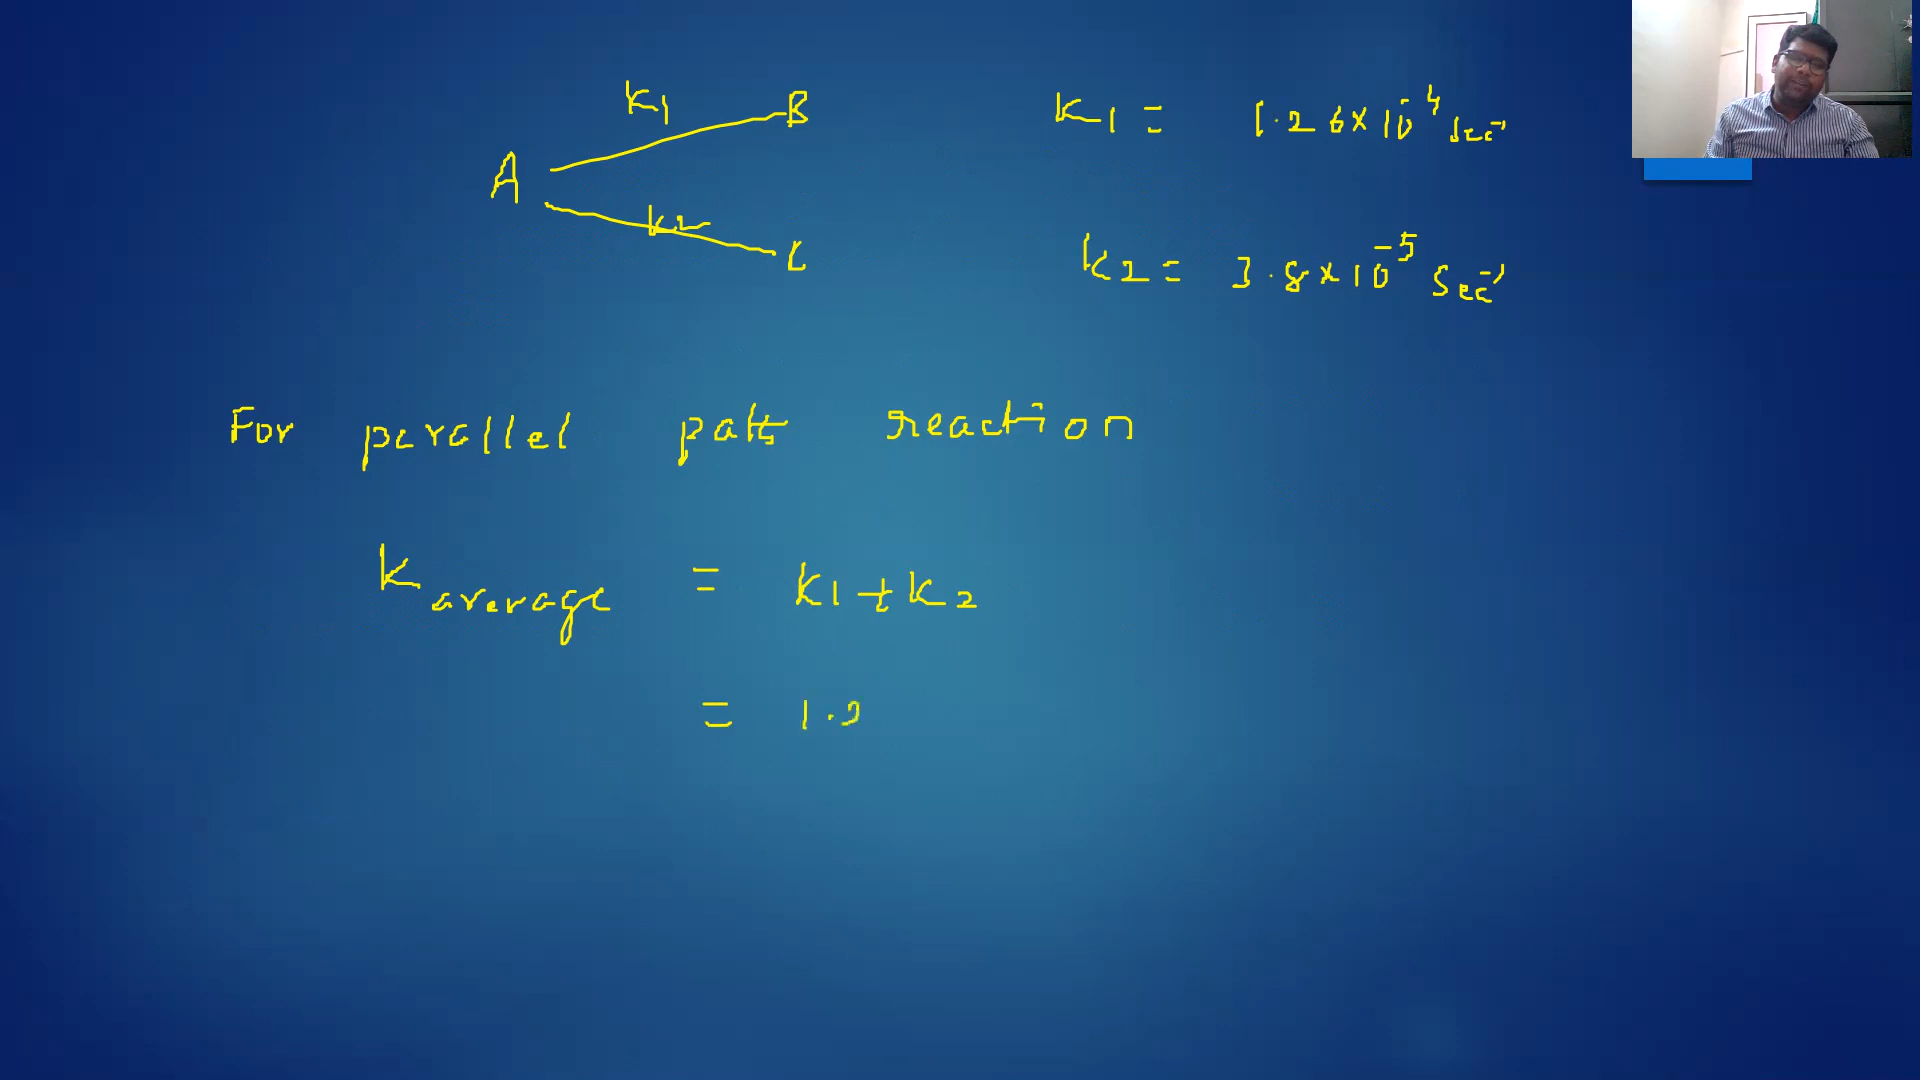 K1 B K1 = 1.26×10⁻⁴ sec⁻¹
A
K2 C K2 = 3.8×10⁻⁵ sec⁻¹
For parallel path reaction
K average = K1 + K2
= 1.2